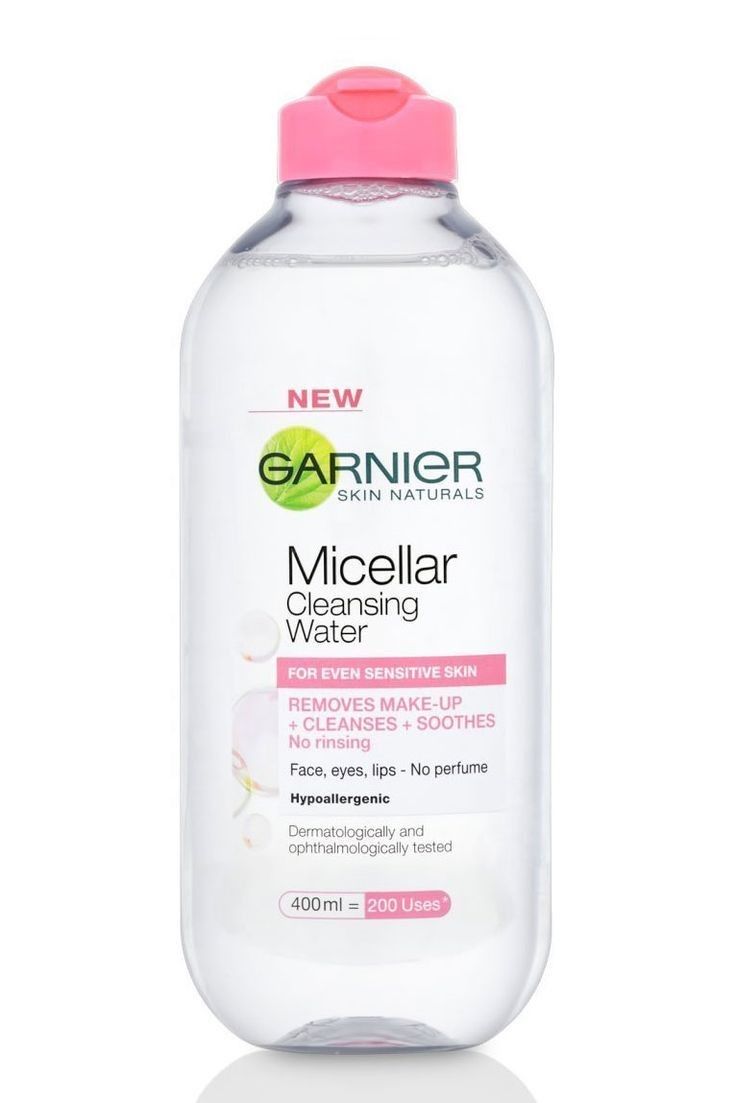 NEW
GARNIER
SKIN NATURALS
Micellar
Cleansing
Water
FOR EVEN SENSITIVE SKIN
REMOVES MAKE-UP
+ CLEANSES + SOOTHES
No rinsing
Face, eyes, lips - No perfume
Hypoallergenic
Dermatologically and
ophthalmologically tested
400ml = 200 Uses*